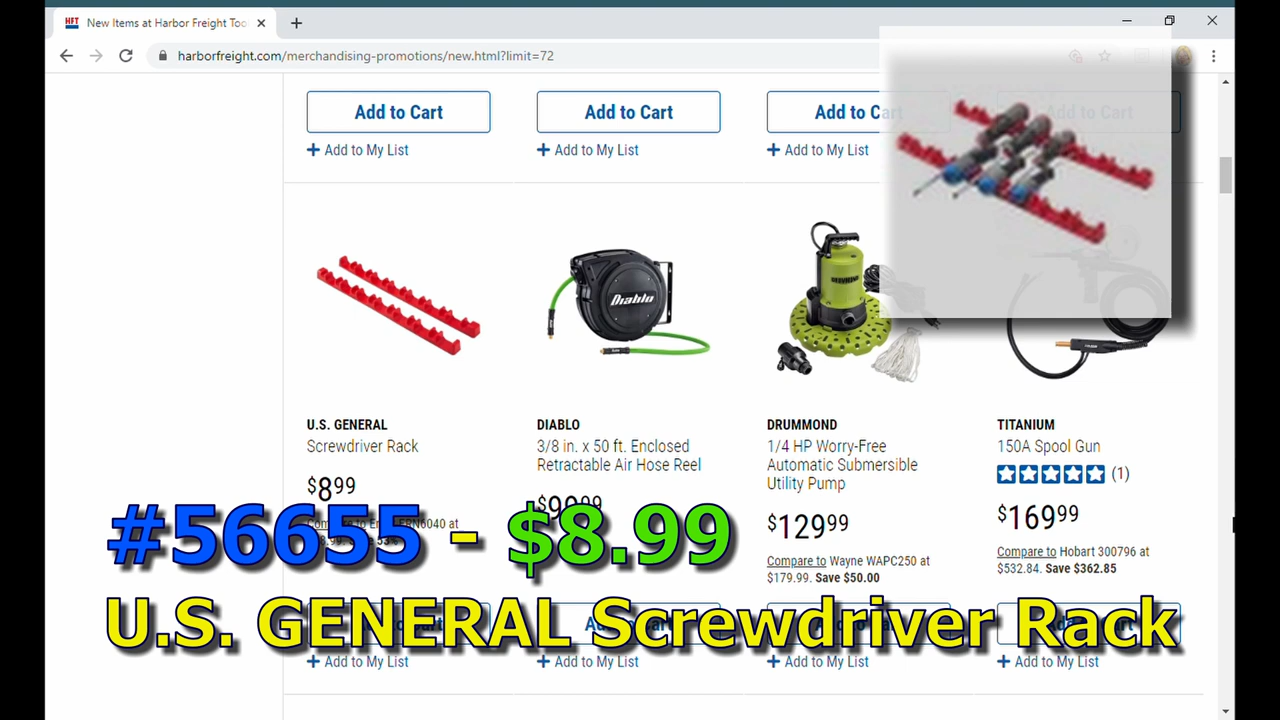 HFT New Items at Harbor Freight Too
harborfreight.com/merchandising-promotions/new.html?limit=72
Add to Cart
Add to Cart
Add to Cart
Add to Cart
+ Add to My List
+ Add to My List
+ Add to My List
Diablo
U.S. GENERAL
Screwdriver Rack
$8.99
DIABLO
3/8 in. x 50 ft. Enclosed
Retractable Air Hose Reel
$99.99
DRUMMOND
1/4 HP Worry-Free
Automatic Submersible
Utility Pump
$129.99
Compare to Wayne WAPC250 at
$179.99. Save $50.00
TITANIUM
150A Spool Gun
(1)
$169.99
Compare to Hobart 300796 at
$532.84. Save $362.85
#56655 - $8.99
U.S. GENERAL Screwdriver Rack
+ Add to My List
+ Add to My List
+ Add to My List
+ Add to My List